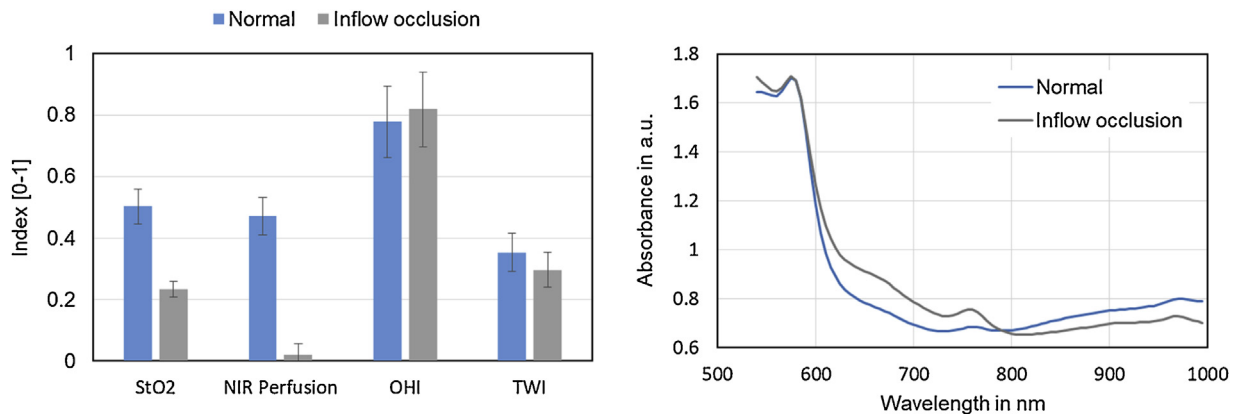 Normal Inflow occlusion
1
0.8
0.6
0.4
0.2
0
Index [0-1]
StO2 NIR Perfusion OHI TWI
1.8
1.6
1.4
1.2
1
0.8
0.6
Absorbance in a.u.
Normal
Inflow occlusion
500 600 700 800 900 1000
Wavelength in nm